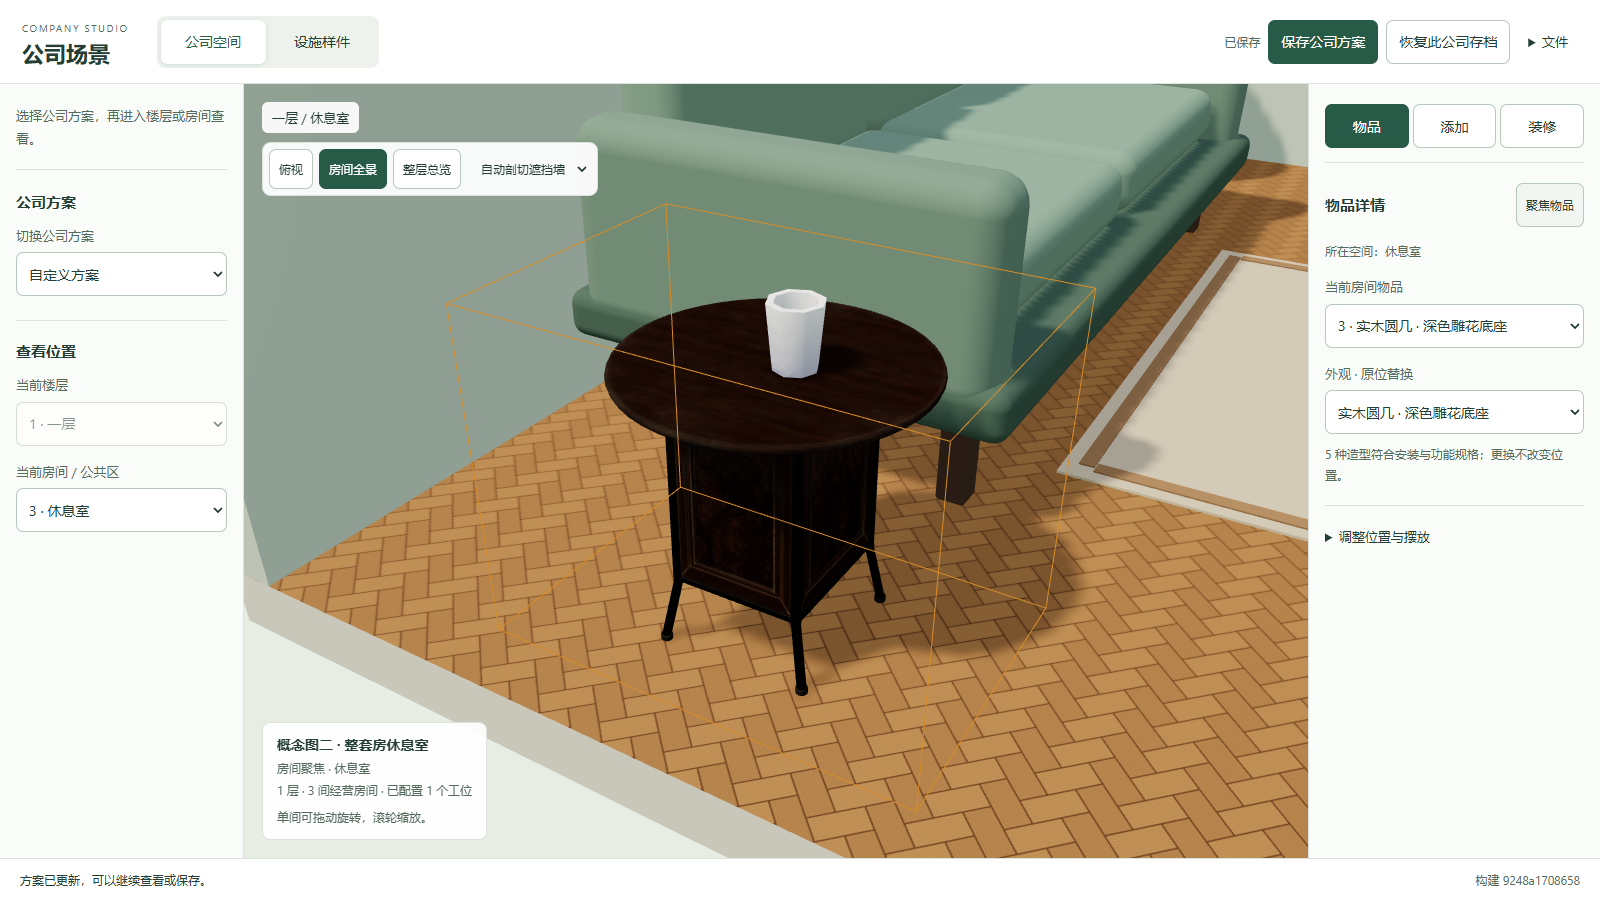 COMPANY STUDIO
公司场景
公司空间
设施样件
已保存
保存公司方案
恢复此公司存档
▶ 文件
选择公司方案，再进入楼层或房间查
看。
公司方案
切换公司方案
自定义方案
查看位置
当前楼层
1 · 一层
当前房间 / 公共区
3 · 休息室
一层 / 休息室
俯视
房间全景
整层总览
自动剖切遮挡墙
概念图二 · 整套房休息室
房间聚焦 · 休息室
1 层 · 3 间经营房间 · 已配置 1 个工位
单间可拖动旋转，滚轮缩放。
物品
添加
装修
物品详情
聚焦物品
所在空间：休息室
当前房间物品
3 · 实木圆几 · 深色雕花底座
外观 · 原位替换
实木圆几 · 深色雕花底座
5 种造型符合安装与功能规格；更换不改变位
置。
▶ 调整位置与摆放
方案已更新，可以继续查看或保存。
构建 9248a1708658